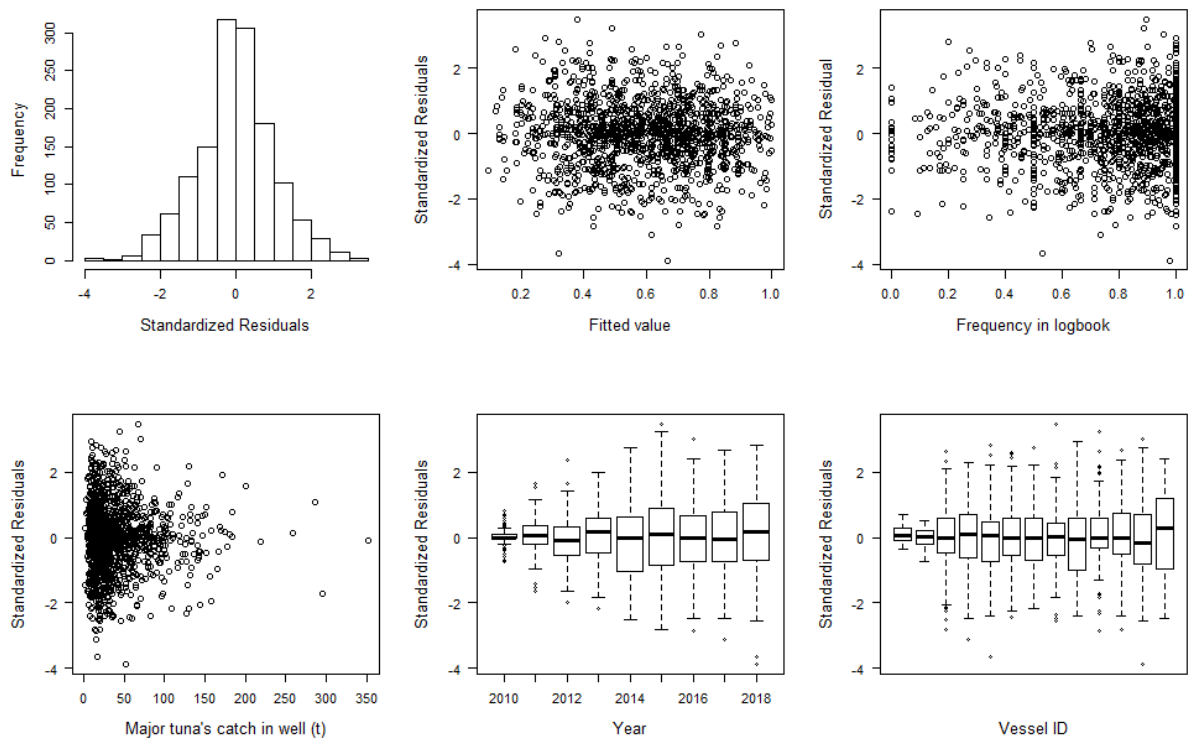 Frequency
0 50 100 150 200 250 300
-4 -2 0 2
Standardized Residuals
Standardized Residuals
-4 -2 0 2
0.2 0.4 0.6 0.8 1.0
Fitted value
Standardized Residual
-4 -2 0 2
0.0 0.2 0.4 0.6 0.8 1.0
Frequency in logbook
Standardized Residuals
-4 -2 0 2
0 50 100 150 200 250 300 350
Major tuna's catch in well (t)
Standardized Residuals
-4 -2 0 2
2010 2012 2014 2016 2018
Year
Standardized Residuals
-4 -2 0 2
Vessel ID